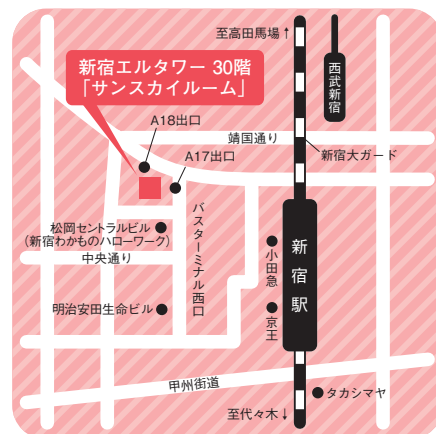 至高田馬場↑
西武新宿
新宿エルタワー 30階
「サンスカイルーム」
A18出口
靖国通り
A17出口
新宿大ガード
松岡セントラルビル
(新宿わかものハローワーク)
中央通り
バスターミナル西口
小田急
新宿駅
明治安田生命ビル
京王
甲州街道
タカシマヤ
至代々木↓